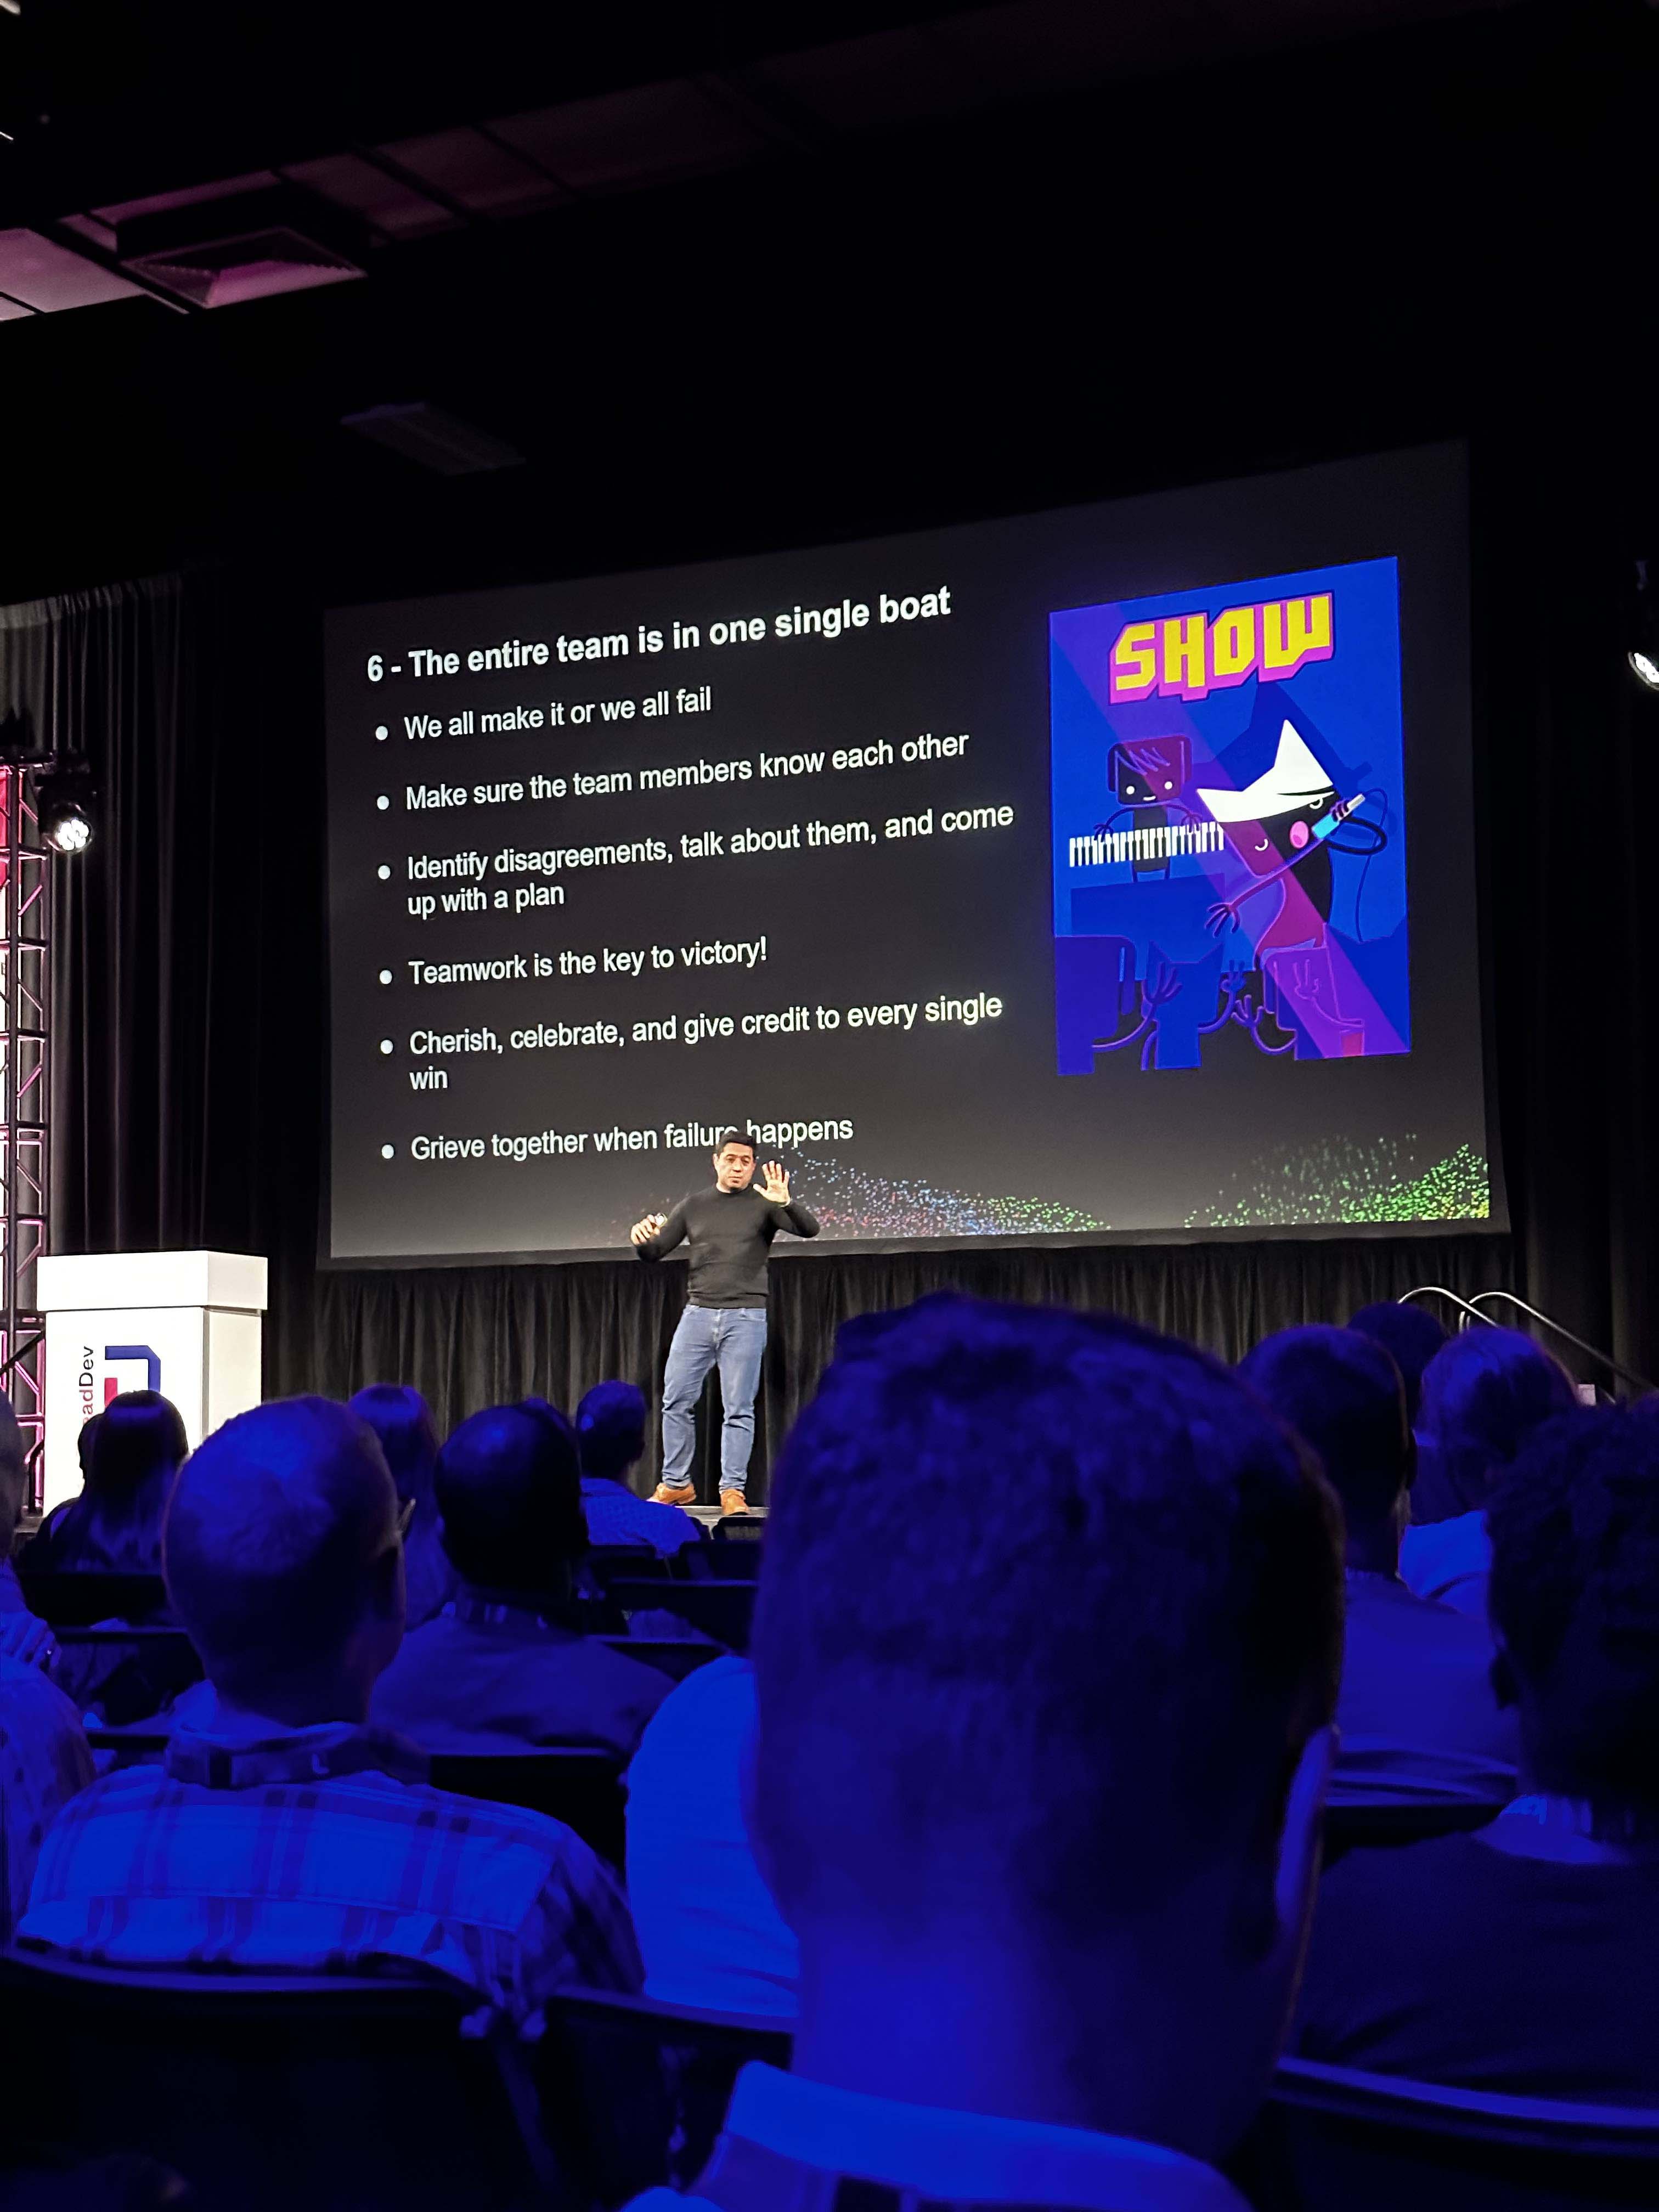 SHOW
6 - The entire team is in one single boat
● We all make it or we all fail
● Make sure the team members know each other
● Identify disagreements, talk about them, and come
up with a plan
● Teamwork is the key to victory!
● Cherish, celebrate, and give credit to every single
win
● Grieve together when failure happens
adDev